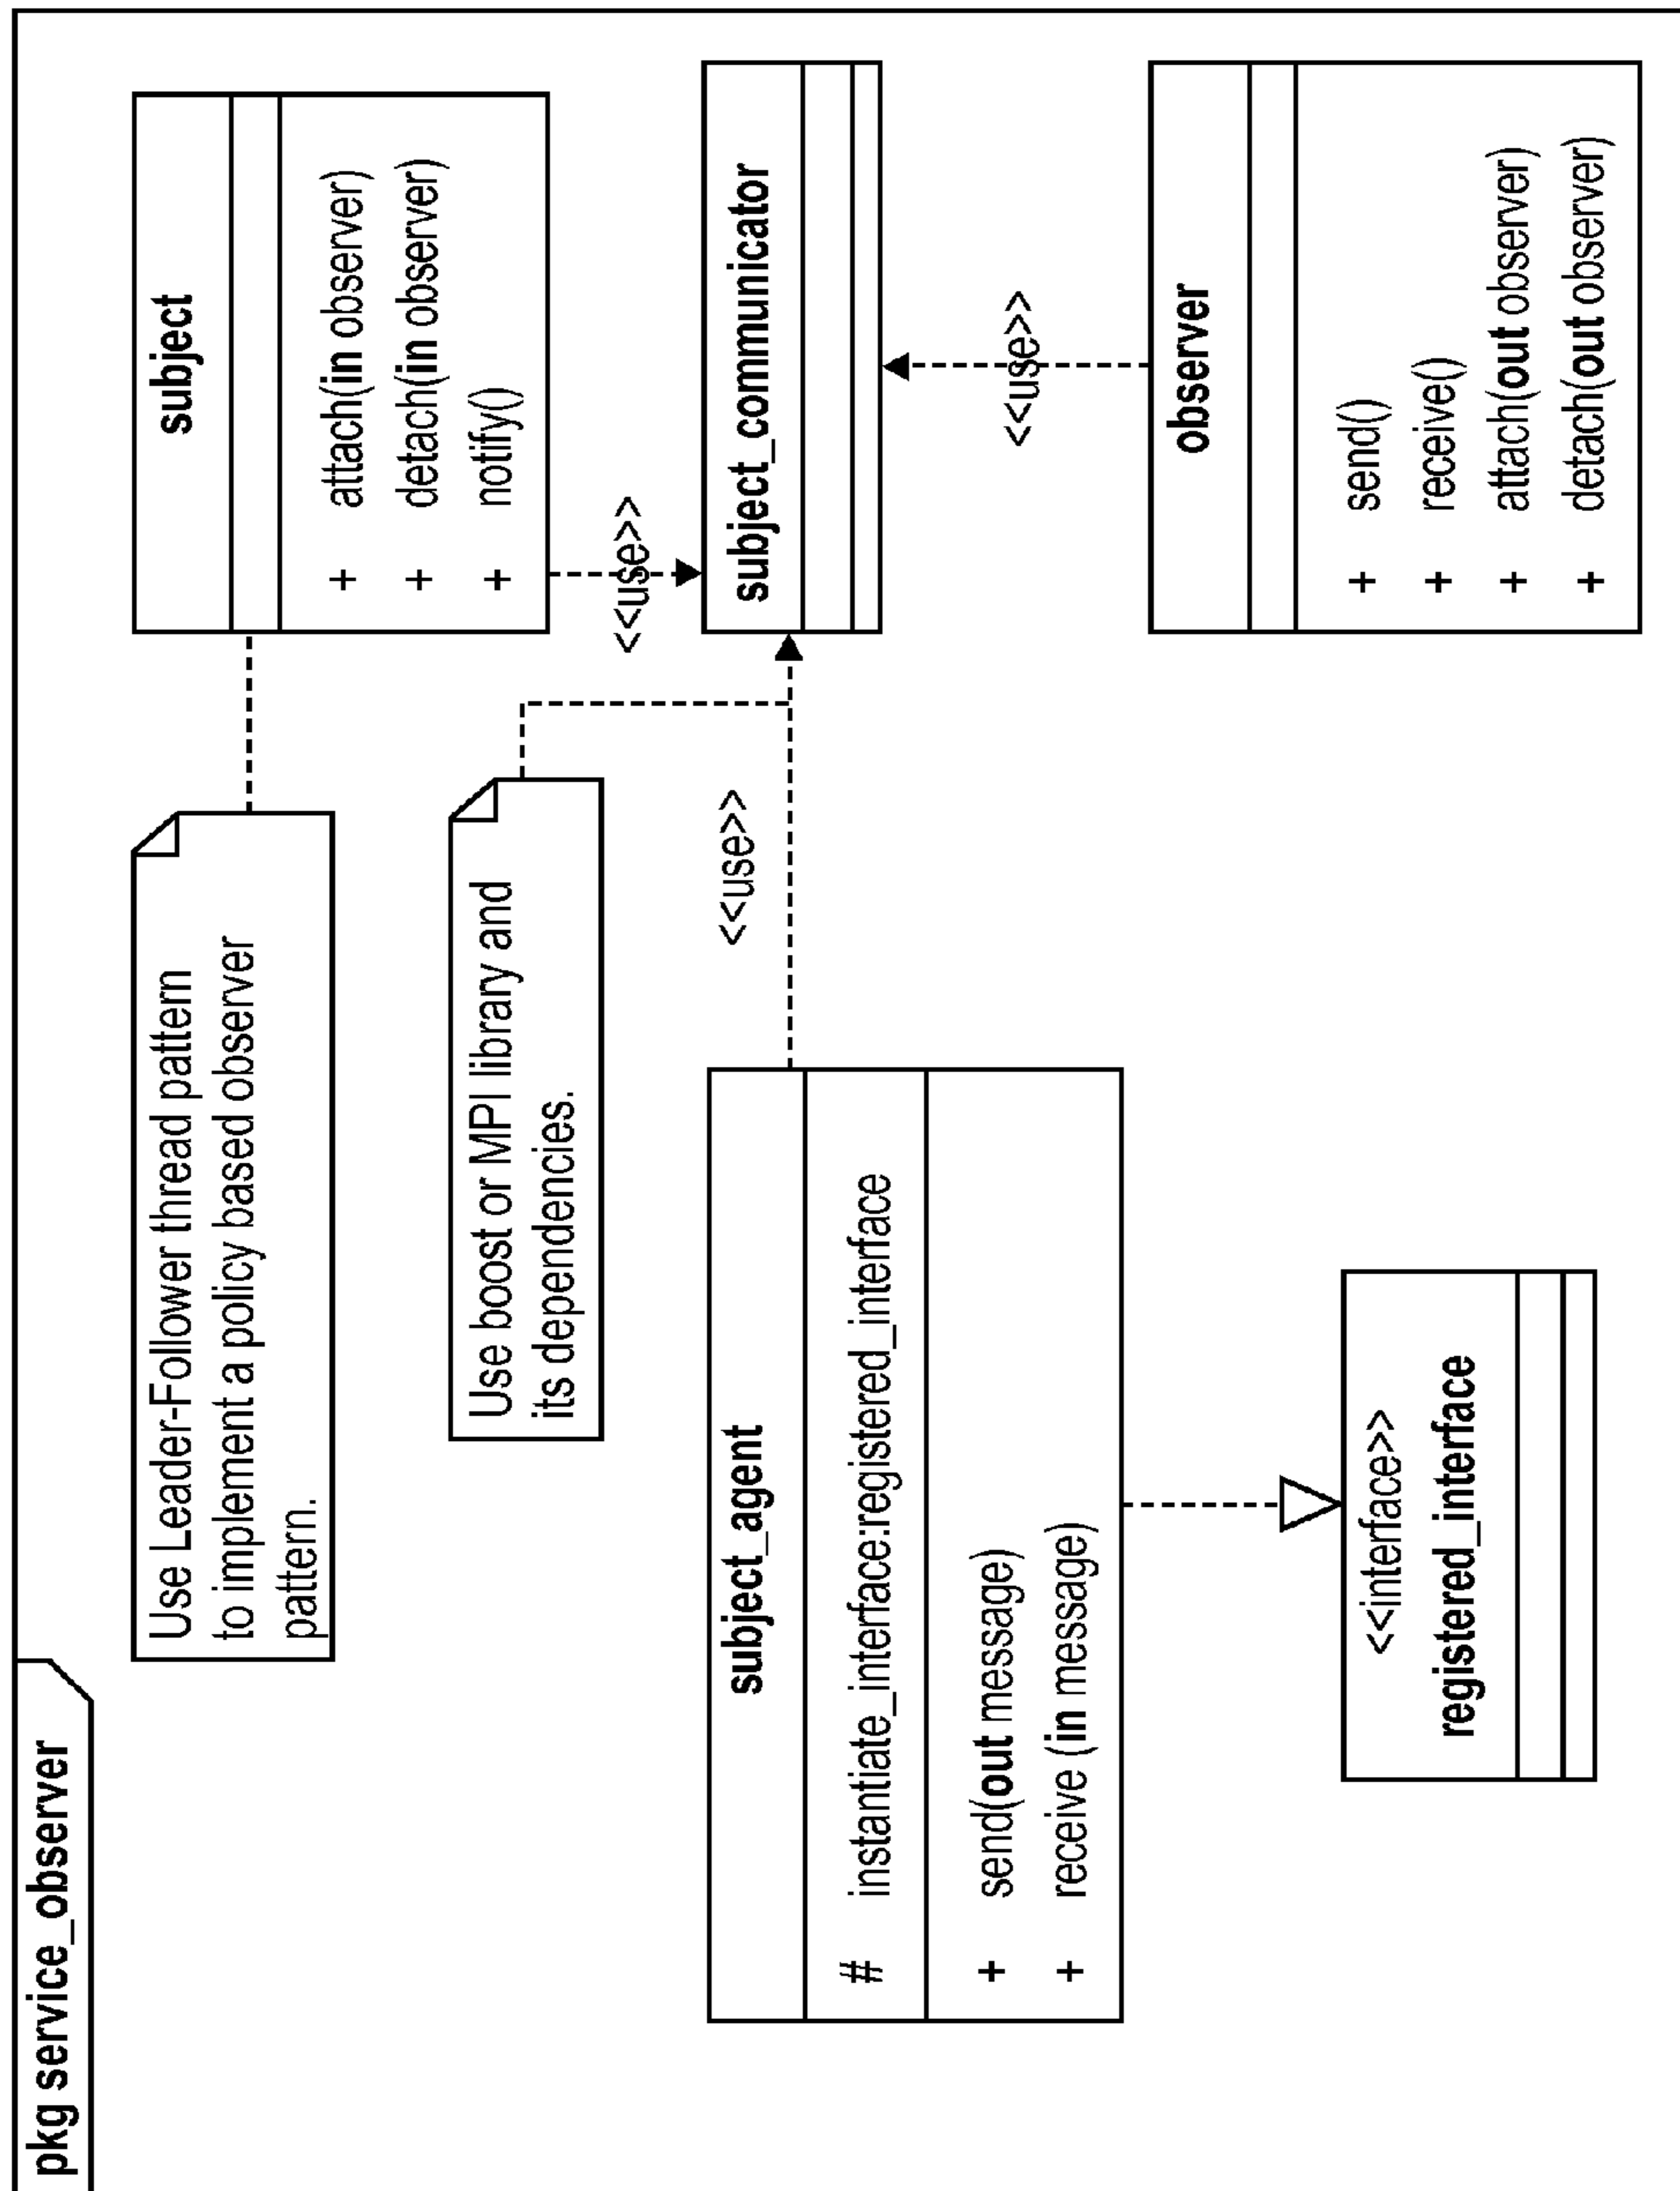 pkg service_observer
Use Leader-Follower thread pattern
to implement a policy based observer
pattern.
subject
+ attach(in observer)
+ detach(in observer)
+ notify()
<<use>>
Use boost or MPI library and
its dependencies.
<<use>>
subject_communicator
subject_agent
# instantiate_interface:registered_interface
+ send(out message)
+ receive (in message)
<<use>>
observer
+ send()
+ receive()
+ attach(out observer)
+ detach(out observer)
<<interface>>
registered_interface